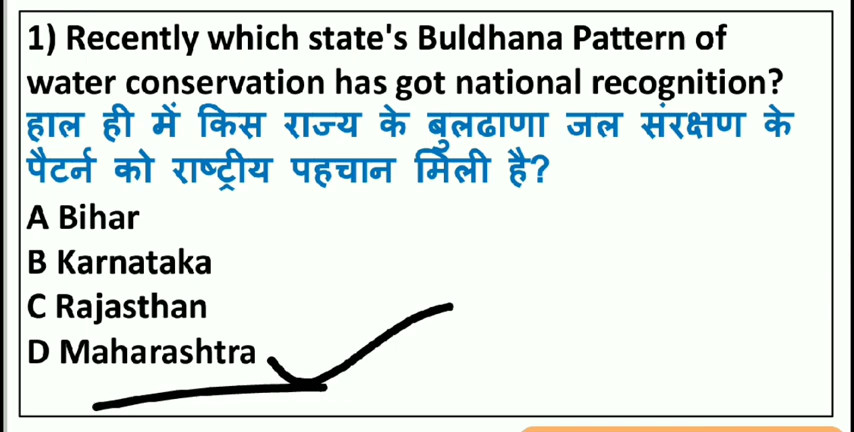 1) Recently which state's Buldhana Pattern of
water conservation has got national recognition?
हाल ही में किस राज्य के बुलढाणा जल संरक्षण के
पैटर्न को राष्ट्रीय पहचान मिली है?
A Bihar
B Karnataka
C Rajasthan
D Maharashtra